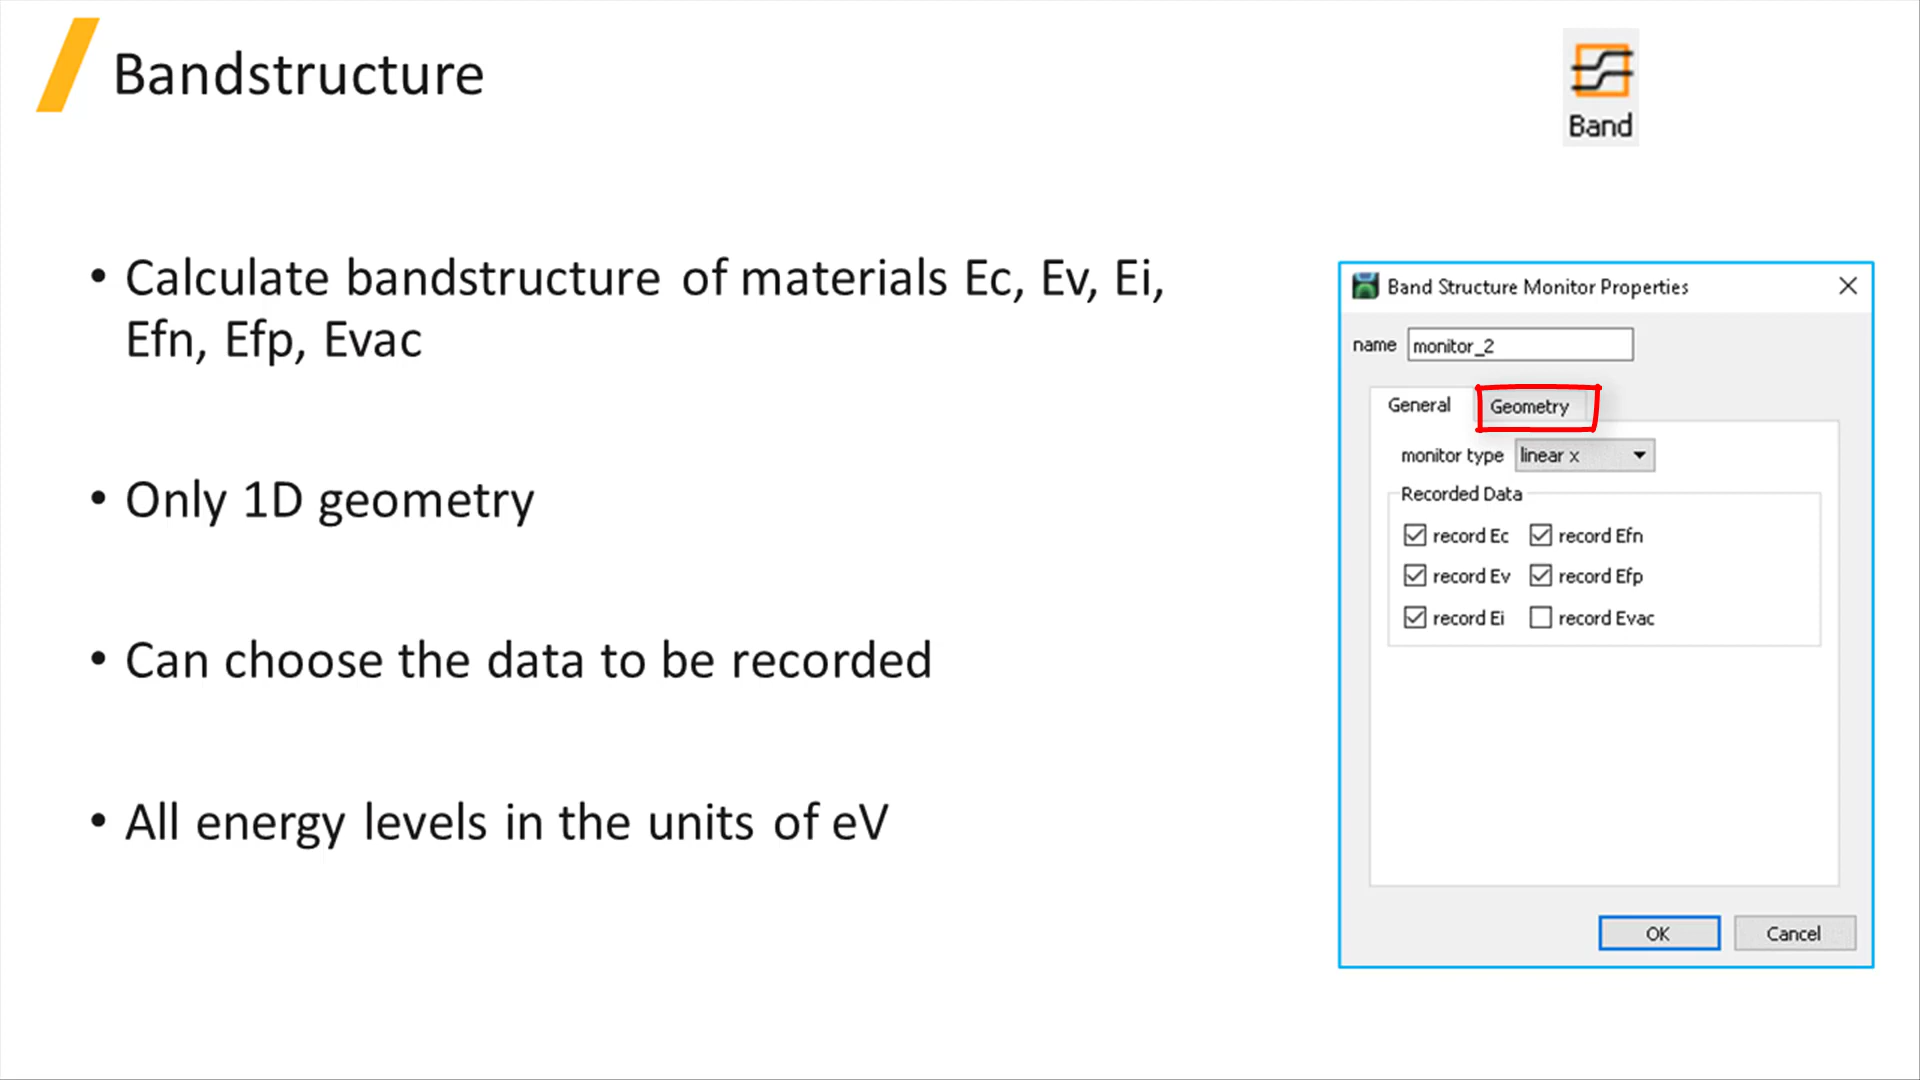 Bandstructure
Band
• Calculate bandstructure of materials Ec, Ev, Ei,
Efn, Efp, Evac
• Only 1D geometry
• Can choose the data to be recorded
• All energy levels in the units of eV
Band Structure Monitor Properties
name monitor_2
General Geometry
monitor type linear x
Recorded Data
record Ec record Efn
record Ev record Efp
record Ei record Evac
OK Cancel